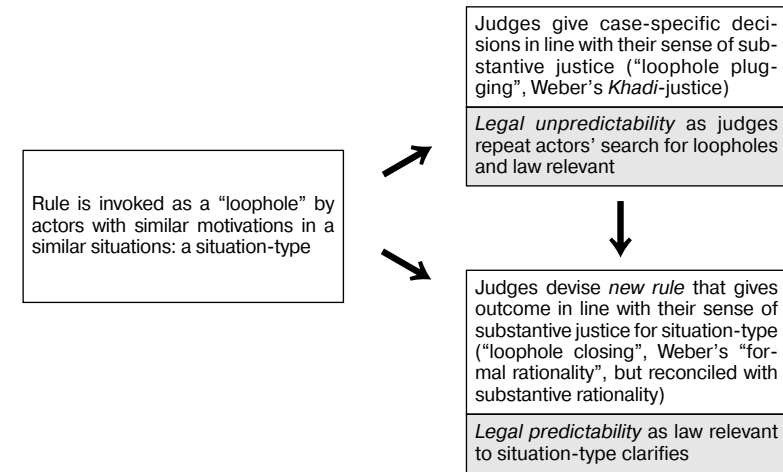 Judges give case-specific deci-
sions in line with their sense of sub-
stantive justice (“loophole plug-
ging”, Weber’s Khadi-justice)
Legal unpredictability as judges
repeat actors’ search for loopholes
and law relevant
Rule is invoked as a “loophole” by
actors with similar motivations in a
similar situations: a situation-type
Judges devise new rule that gives
outcome in line with their sense of
substantive justice for situation-type
(“loophole closing”, Weber’s “for-
mal rationality”, but reconciled with
substantive rationality)
Legal predictability as law relevant
to situation-type clarifies